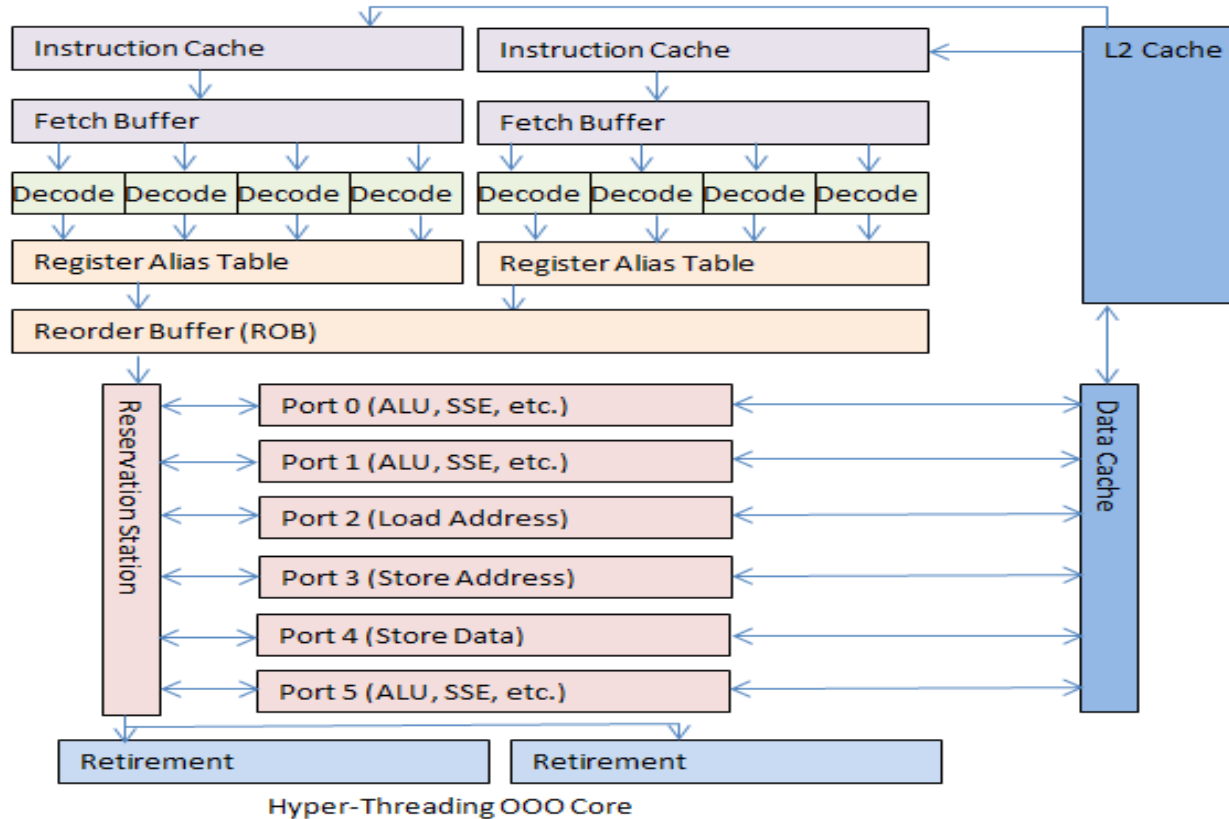 Instruction Cache
Instruction Cache
L2 Cache
Fetch Buffer
Fetch Buffer
Decode Decode Decode Decode
Decode Decode Decode Decode
Register Alias Table
Register Alias Table
Reorder Buffer (ROB)
Reservation Station
Port 0 (ALU, SSE, etc.)
Port 1 (ALU, SSE, etc.)
Port 2 (Load Address)
Port 3 (Store Address)
Port 4 (Store Data)
Port 5 (ALU, SSE, etc.)
Data Cache
Retirement
Retirement
Hyper-Threading OOO Core